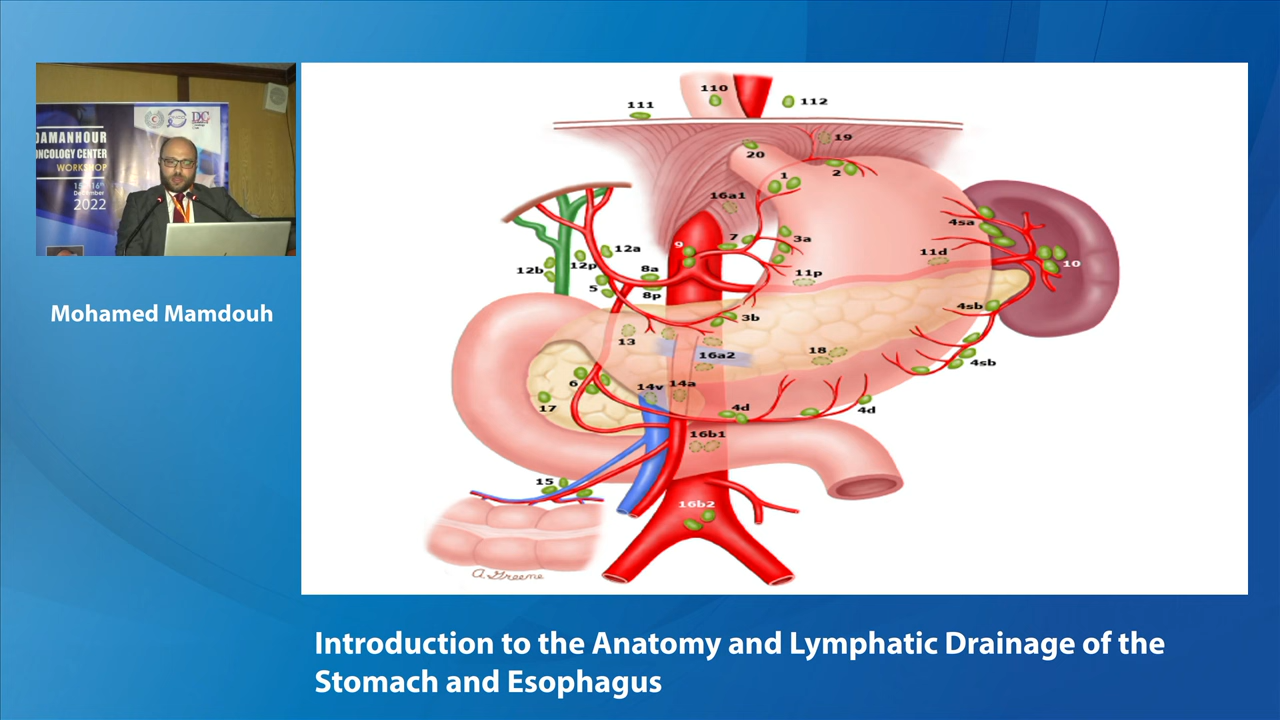 DAMANHOUR
ONCOLOGY CENTER
WORKSHOP
2022
Mohamed Mamdouh
110
111
112
19
20
1
2
16a1
4sa
7
9
3a
12a
11d
10
12b
12p
8a
11p
5
8p
4sb
3b
13
16a2
18
4sb
6
14v
14a
17
4d
4d
16b1
15
16b2
A.Greene
Introduction to the Anatomy and Lymphatic Drainage of the
Stomach and Esophagus